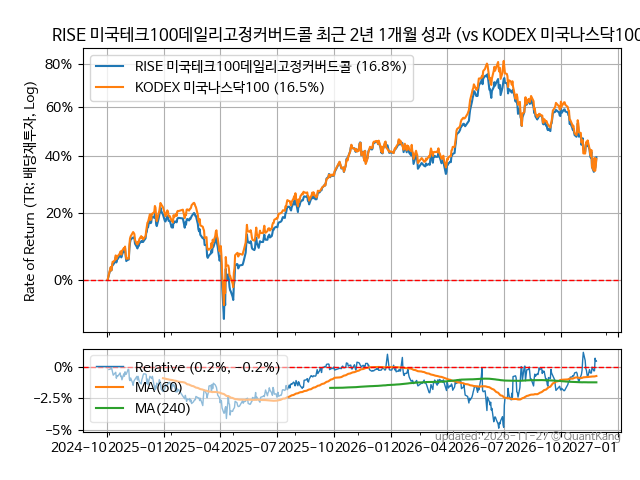 RISE 미국테크100데일리고정커버드콜 최근 2년 1개월 성과 (vs KODEX 미국나스닥100
RISE 미국테크100데일리고정커버드콜 (16.8%)
KODEX 미국나스닥100 (16.5%)
80%
60%
40%
20%
0%
Rate of Return (TR: 배당재투자, Log)
Relative (0.2%, −0.2%)
MA(60)
MA(240)
0%
−2.5%
−5%
2024-10 2025-01 2025-04 2025-07 2025-10 2026-01 2026-04 2026-07 2026-10 2027-01
updated: 2026-11-27 © QuantKang